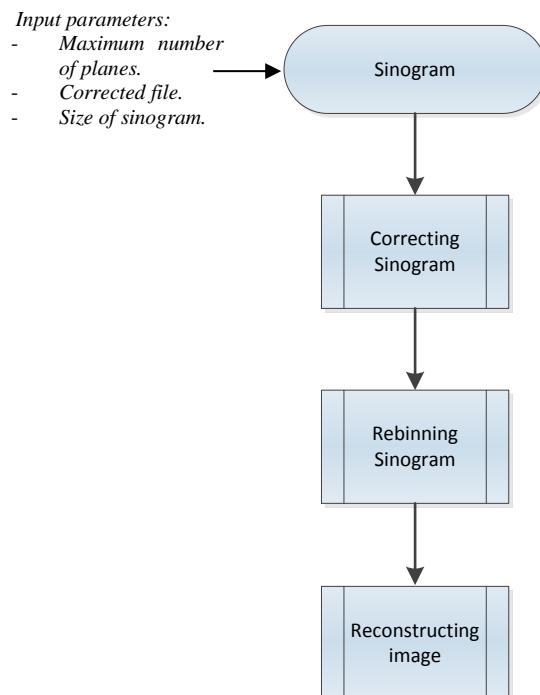 Input parameters:
- Maximum number
of planes.
- Corrected file.
- Size of sinogram.
Sinogram
Correcting
Sinogram
Rebinning
Sinogram
Reconstructing
image